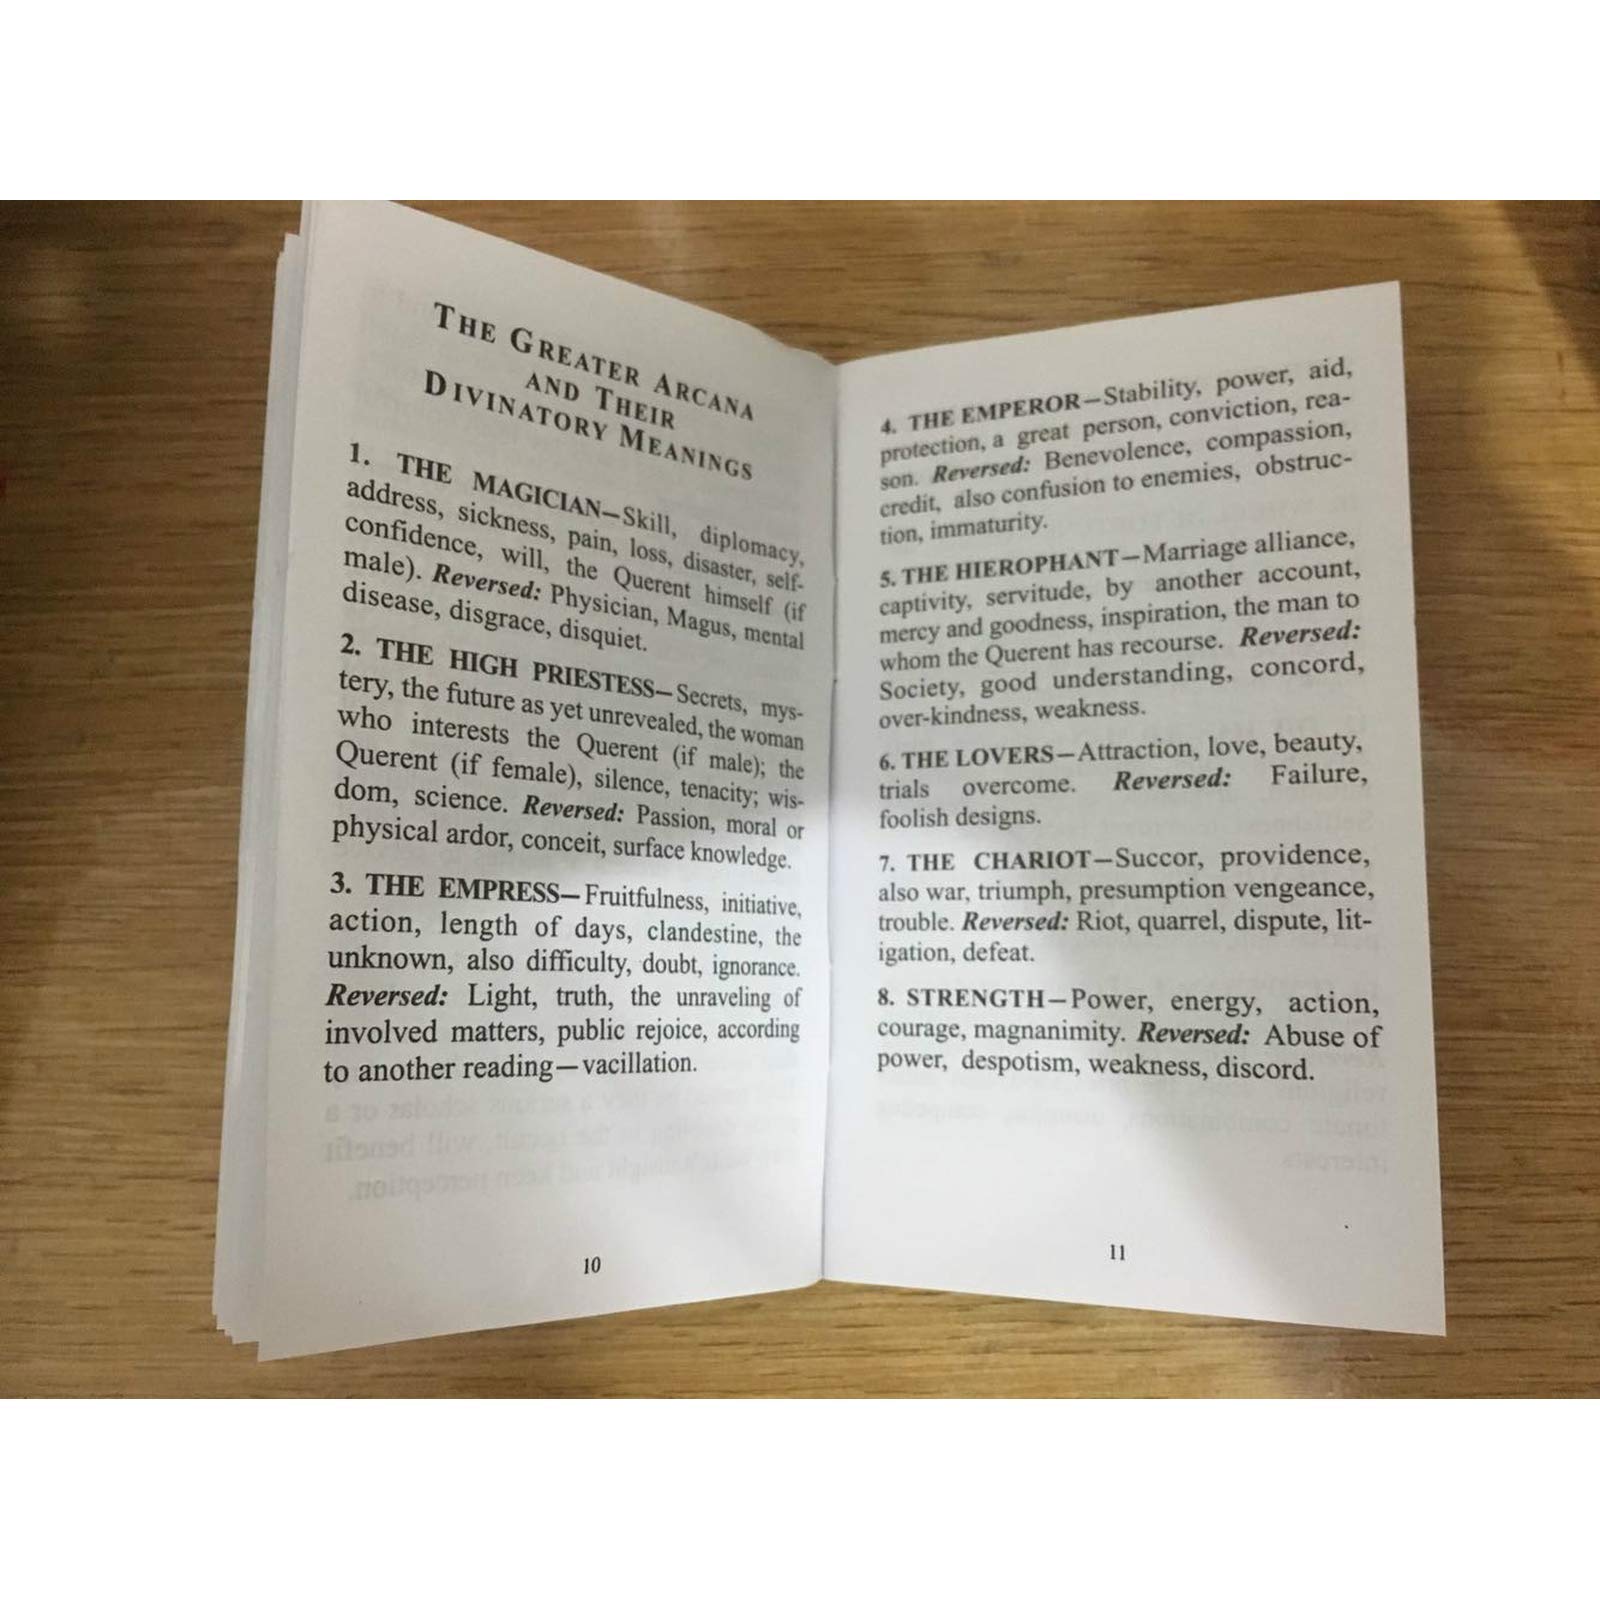 THE GREATER ARCANA
AND THEIR
DIVINATORY MEANINGS
1. THE MAGICIAN—Skill, diplomacy,
address, sickness, pain, loss, disaster, self-
confidence, will, the Querent himself (if
male). Reversed: Physician, Magus, mental
disease, disgrace, disquiet.
2. THE HIGH PRIESTESS—Secrets, mys-
tery, the future as yet unrevealed, the woman
who interests the Querent (if male); the
Querent (if female), silence, tenacity; wis-
dom, science. Reversed: Passion, moral or
physical ardor, conceit, surface knowledge.
3. THE EMPRESS—Fruitfulness, initiative,
action, length of days, clandestine, the
unknown, also difficulty, doubt, ignorance.
Reversed: Light, truth, the unraveling of
involved matters, public rejoice, according
to another reading—vacillation.
10
4. THE EMPEROR—Stability, power, aid,
protection, a great person, conviction, rea-
son. Reversed: Benevolence, compassion,
credit, also confusion to enemies, obstruc-
tion, immaturity.
5. THE HIEROPHANT—Marriage alliance,
captivity, servitude, by another account,
mercy and goodness, inspiration, the man to
whom the Querent has recourse. Reversed:
Society, good understanding, concord,
over-kindness, weakness.
6. THE LOVERS—Attraction, love, beauty,
trials overcome. Reversed: Failure,
foolish designs.
7. THE CHARIOT—Succor, providence,
also war, triumph, presumption vengeance,
trouble. Reversed: Riot, quarrel, dispute, lit-
igation, defeat.
8. STRENGTH—Power, energy, action,
courage, magnanimity. Reversed: Abuse of
power, despotism, weakness, discord.
11